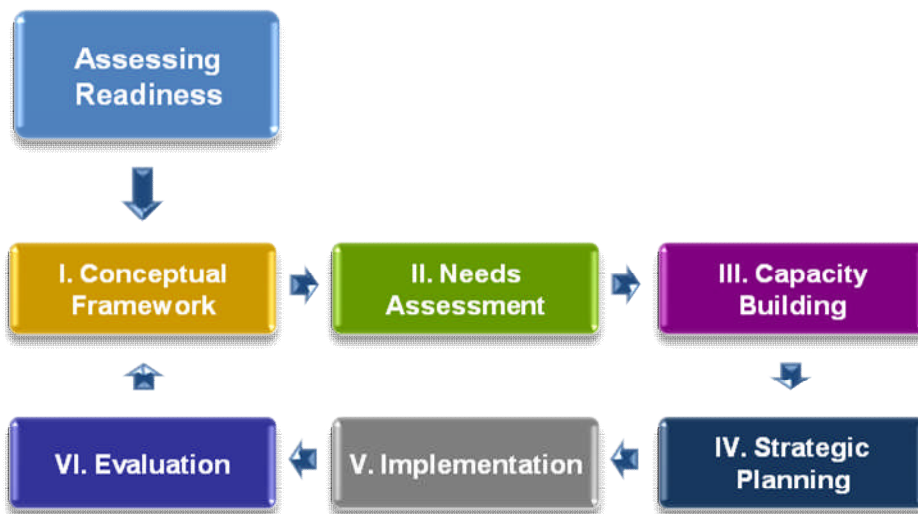 Assessing
Readiness
I. Conceptual
Framework
II. Needs
Assessment
III. Capacity
Building
VI. Evaluation
V. Implementation
IV. Strategic
Planning